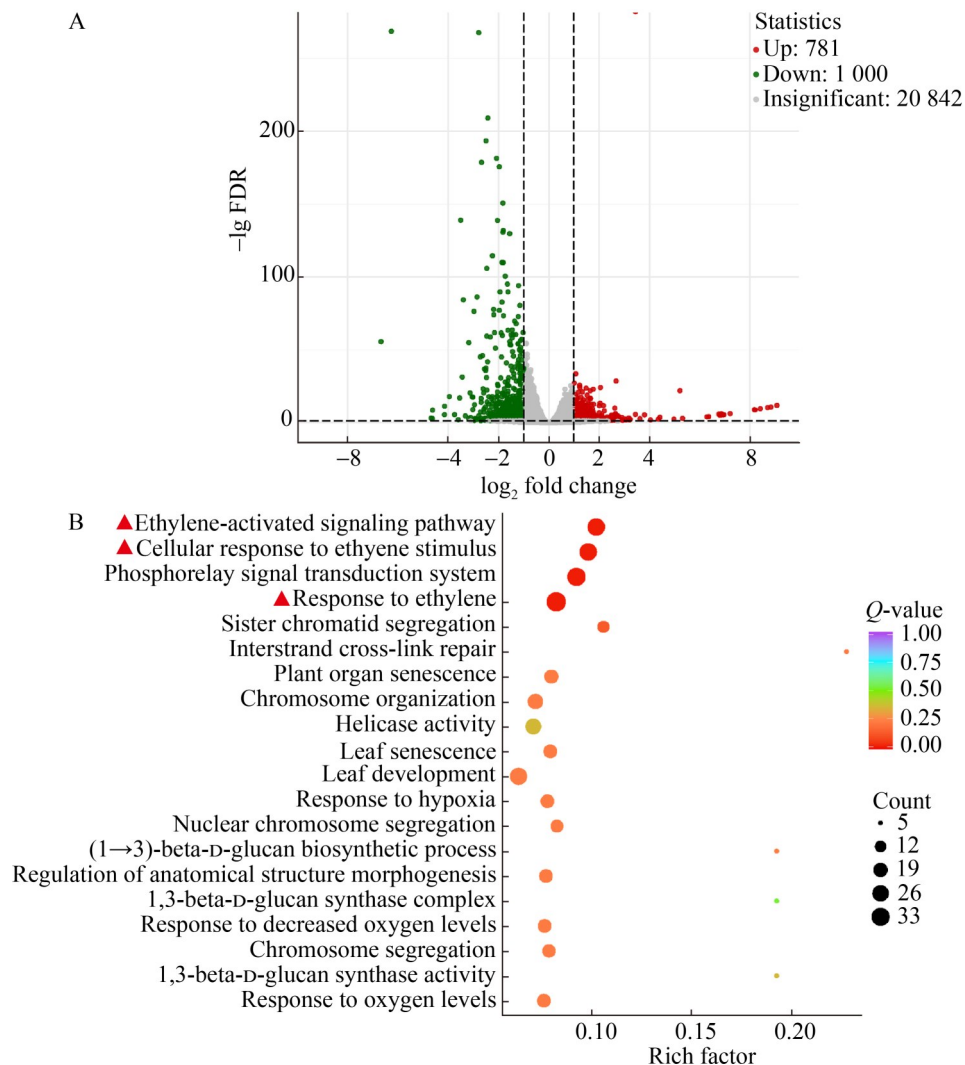 A
Statistics
Up: 781
Down: 1 000
Insignificant: 20 842
−lg FDR
200
100
0
−8
−4
−2
0
2
4
8
log₂ fold change
B
▲Ethylene-activated signaling pathway
▲Cellular response to ethyene stimulus
Phosphorelay signal transduction system
▲Response to ethylene
Sister chromatid segregation
Interstrand cross-link repair
Plant organ senescence
Chromosome organization
Helicase activity
Leaf senescence
Leaf development
Response to hypoxia
Nuclear chromosome segregation
(1→3)-beta-D-glucan biosynthetic process
Regulation of anatomical structure morphogenesis
1,3-beta-D-glucan synthase complex
Response to decreased oxygen levels
Chromosome segregation
1,3-beta-D-glucan synthase activity
Response to oxygen levels
0.10
0.15
0.20
Rich factor
Q-value
1.00
0.75
0.50
0.25
0.00
Count
5
12
19
26
33